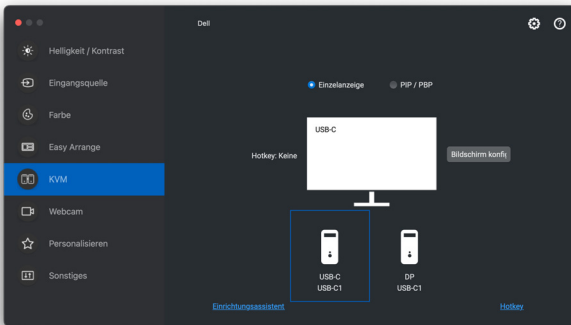 Dell
Helligkeit / Kontrast
Eingangsquelle
Farbe
Easy Arrange
KVM
Webcam
Personalisieren
Sonstiges
Einzelanzeige
PIP / PBP
USB-C
Hotkey: Keine
Bildschirm konfi
USB-C
USB-C1
DP
USB-C1
Einrichtungsassistent
Hotkey